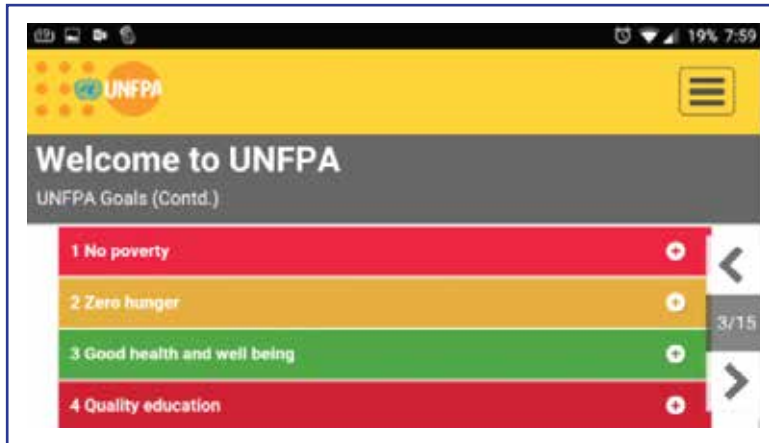 19% 7:59
UNFPA
Welcome to UNFPA
UNFPA Goals (Contd.)
1 No poverty
2 Zero hunger
3 Good health and well being
3/15
4 Quality education